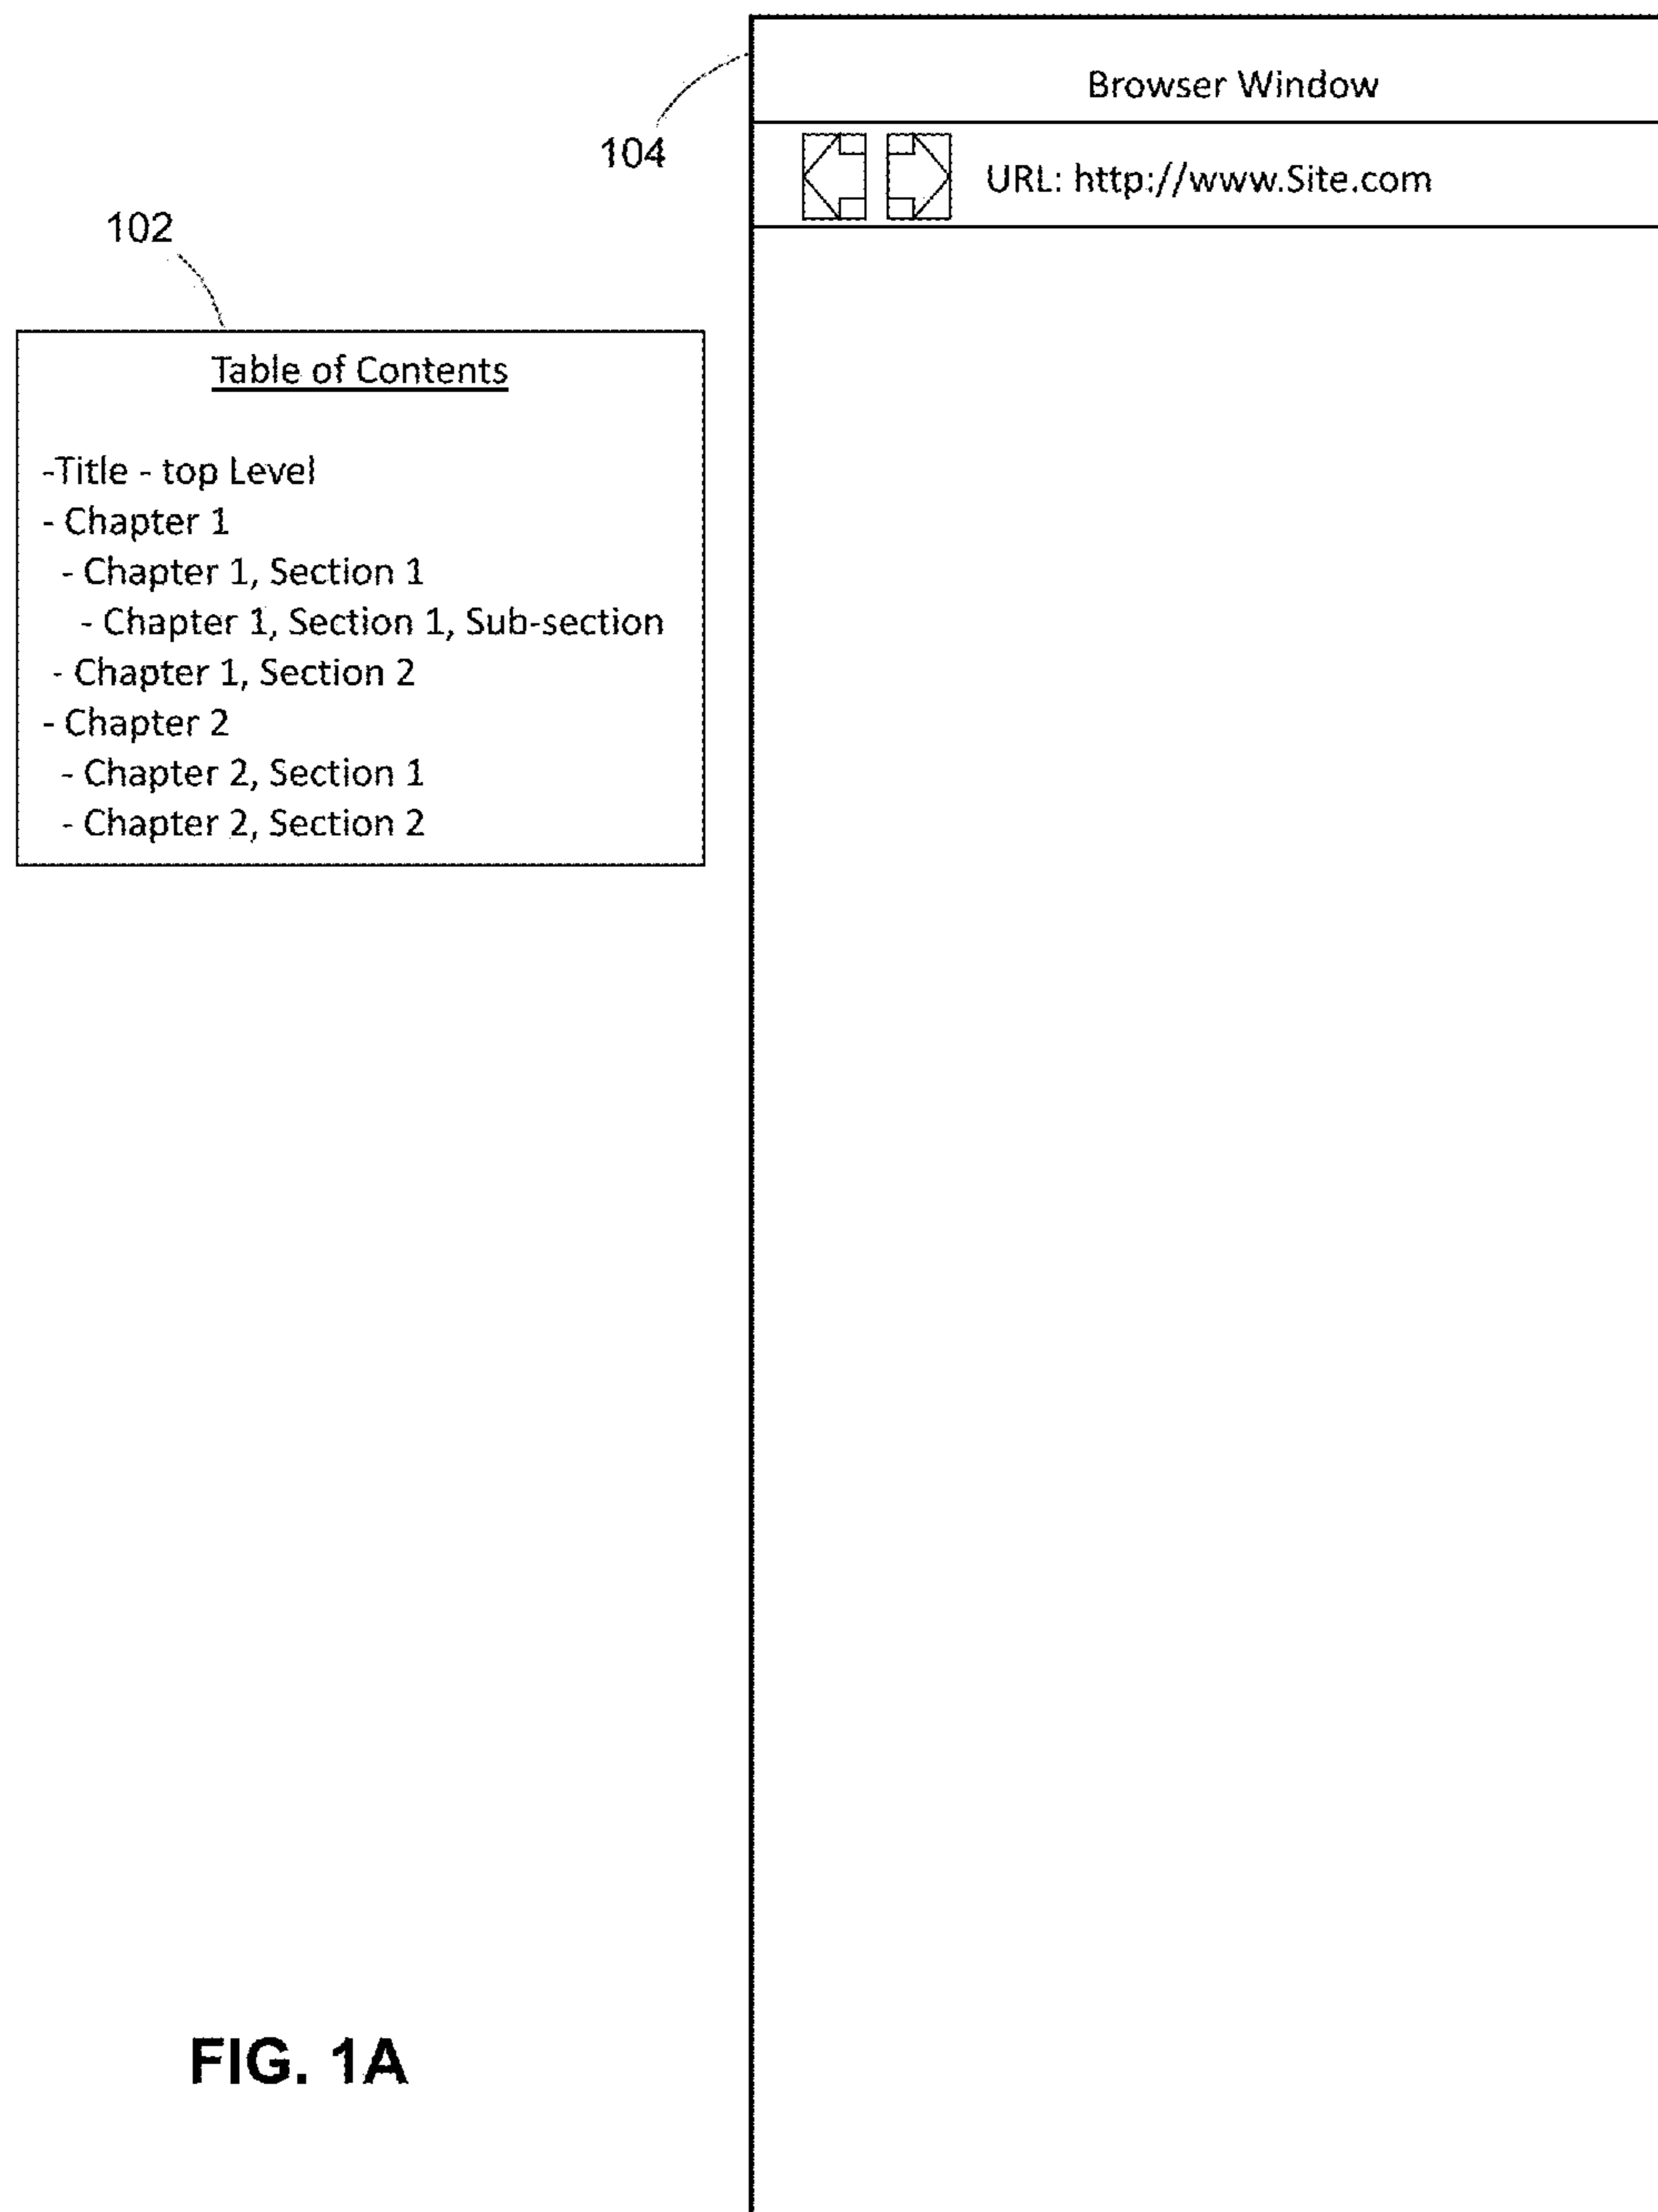 Browser Window
104
URL: http://www.Site.com
102
Table of Contents
-Title - top Level
- Chapter 1
- Chapter 1, Section 1
- Chapter 1, Section 1, Sub-section
- Chapter 1, Section 2
- Chapter 2
- Chapter 2, Section 1
- Chapter 2, Section 2
FIG. 1A